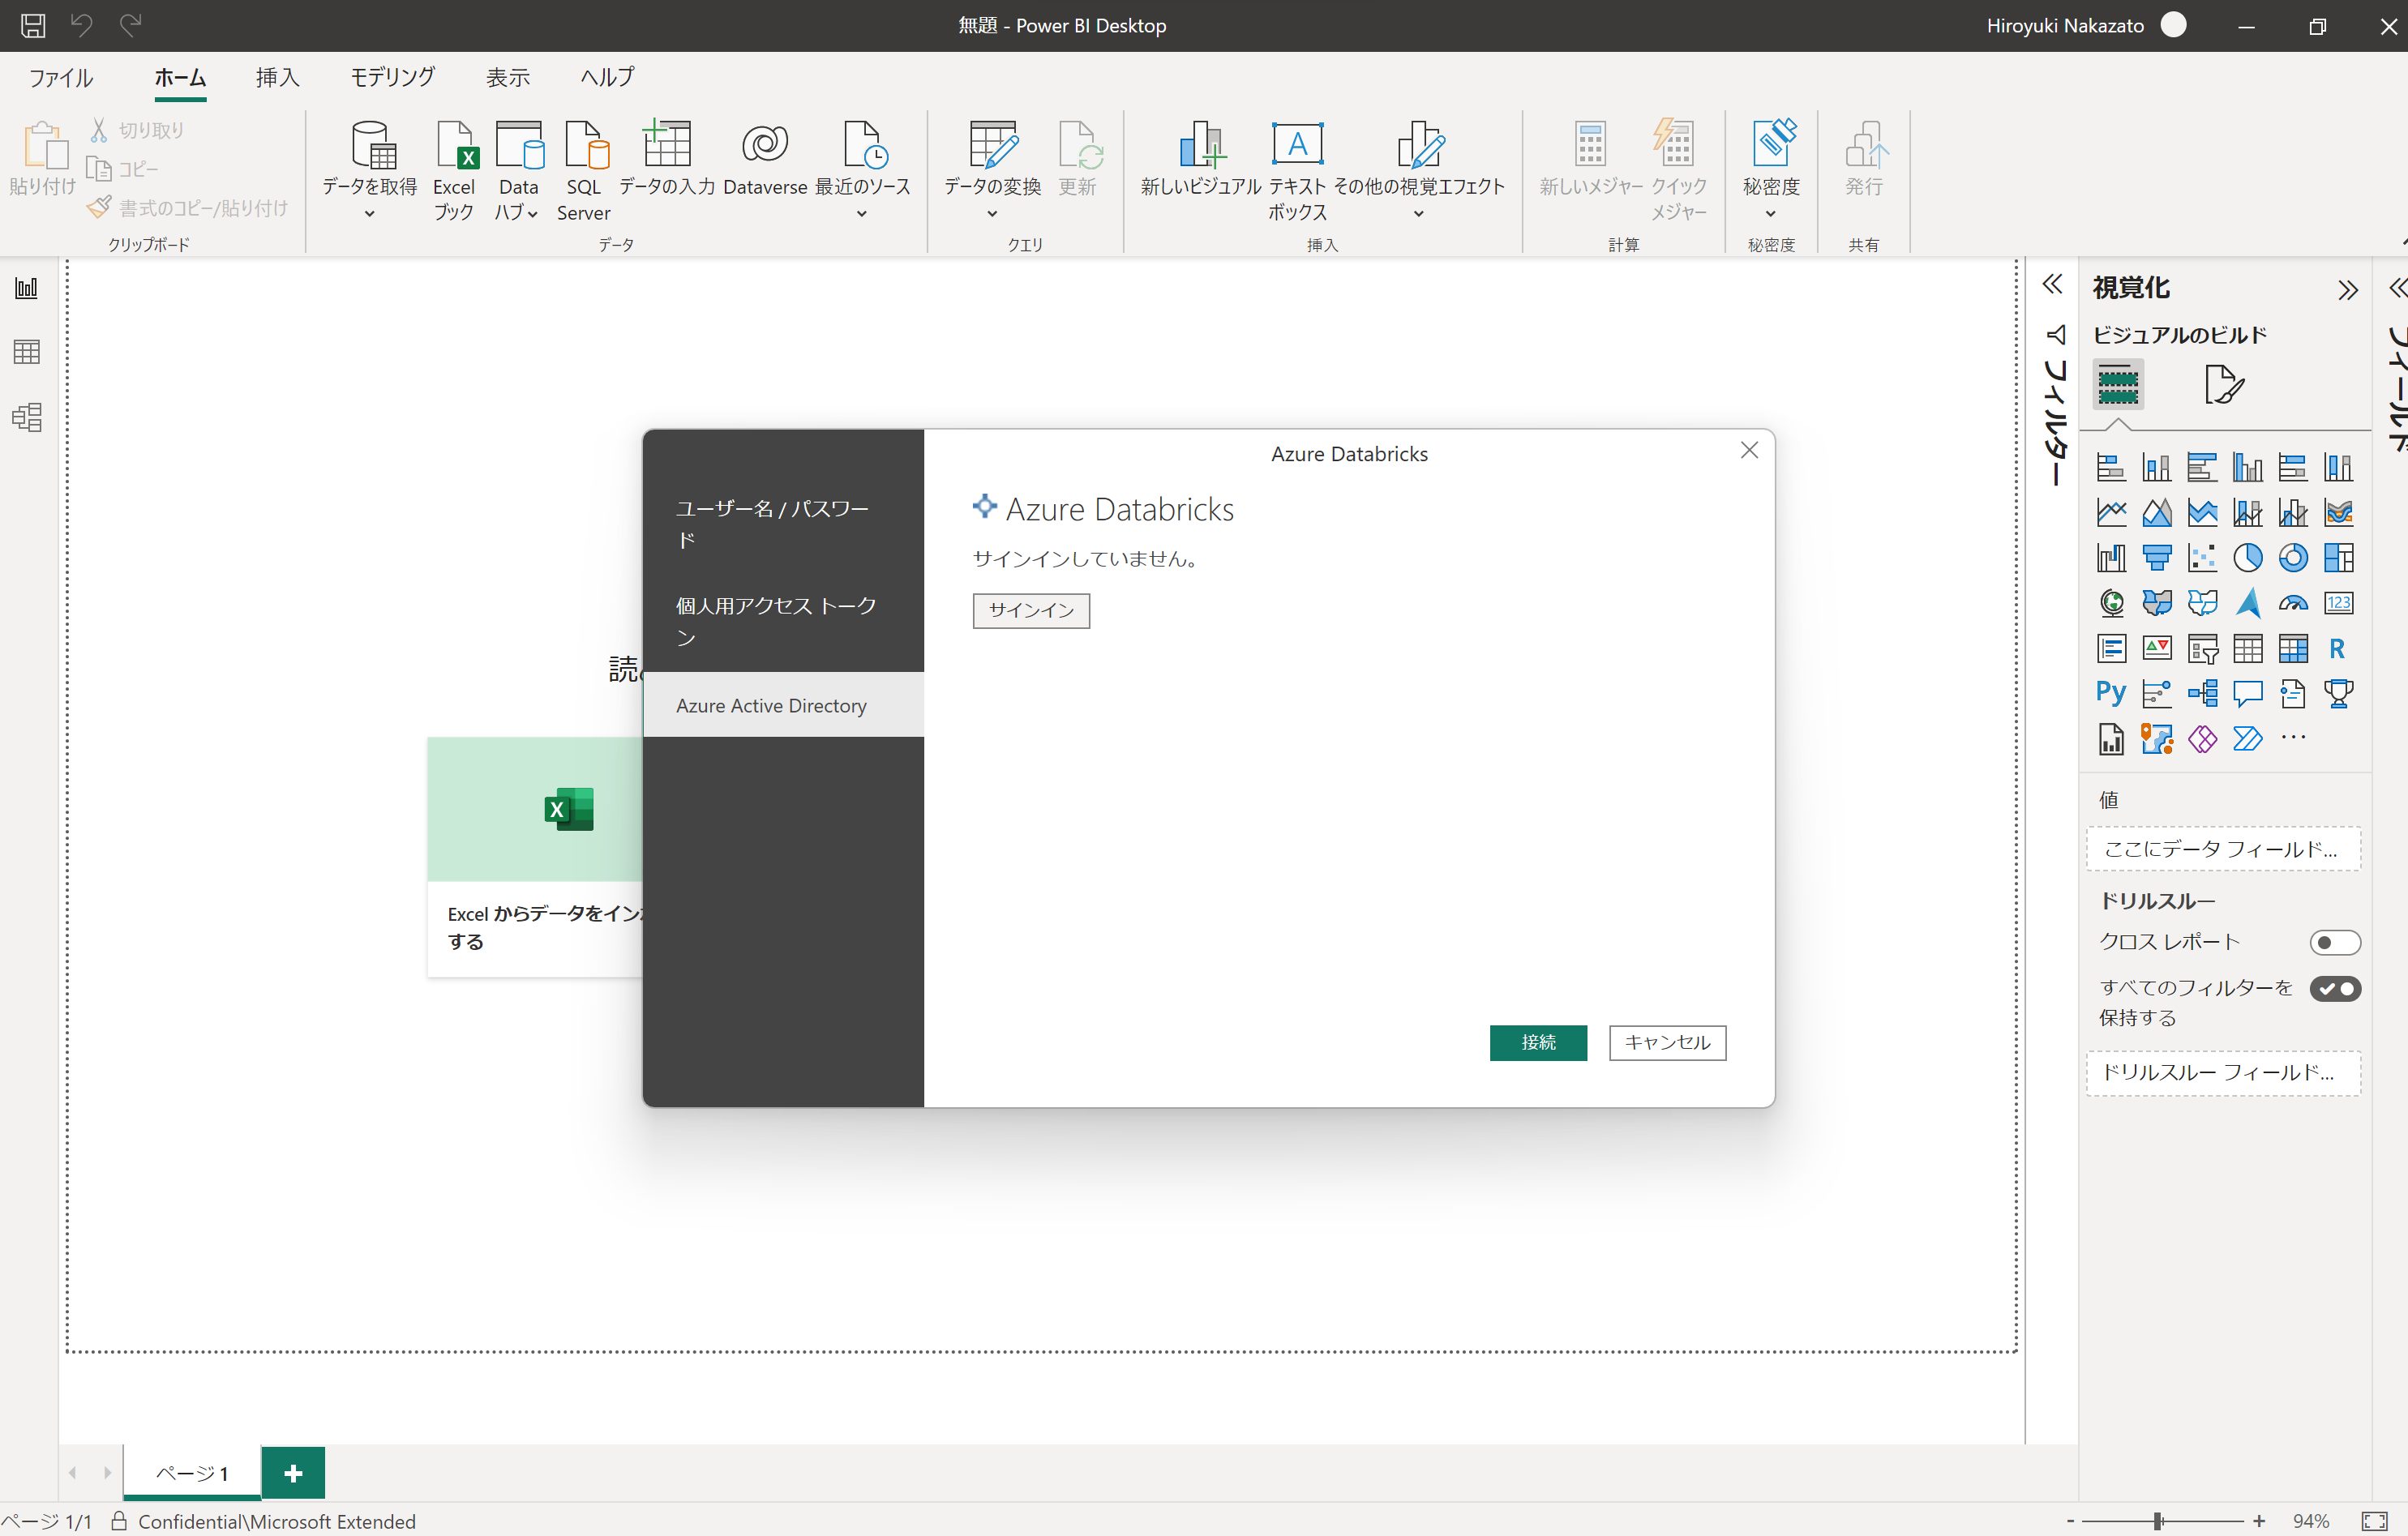 無題 - Power BI Desktop
Hiroyuki Nakazato
ファイル ホーム 挿入 モデリング 表示 ヘルプ
貼り付け
切り取り
コピー
書式のコピー/貼り付け
クリップボード
データを取得
Excel
ブック
Data
ハブ
SQL
Server
データの入力
Dataverse
最近のソース
データ
データの変換
更新
クエリ
新しいビジュアル
テキスト
ボックス
その他の視覚エフェクト
挿入
新しいメジャー
クイック
メジャー
計算
秘密度
秘密度
発行
共有
フィルター
視覚化
ビジュアルのビルド
フィールド
123
R
Py
値
ここにデータ フィールド...
ドリルスルー
クロス レポート
すべてのフィルターを
保持する
ドリルスルー フィールド...
Excel からデータをイン
する
Azure Databricks
ユーザー名 / パスワー
ド
個人用アクセス トーク
ン
Azure Active Directory
Azure Databricks
サインインしていません。
サインイン
接続
キャンセル
ページ 1
ページ 1/1
Confidential\Microsoft Extended
94%